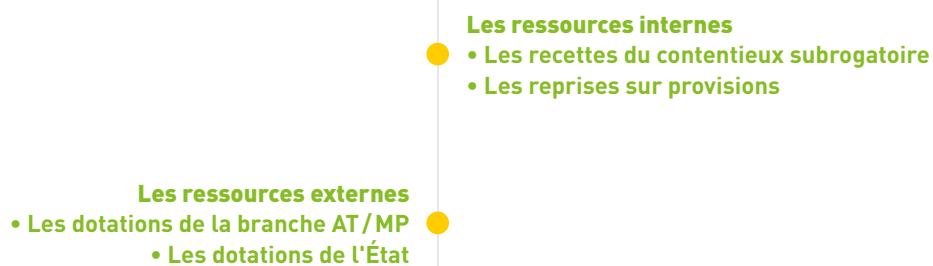 Les ressources internes
• Les recettes du contentieux subrogatoire
• Les reprises sur provisions
Les ressources externes
• Les dotations de la branche AT / MP
• Les dotations de l'État